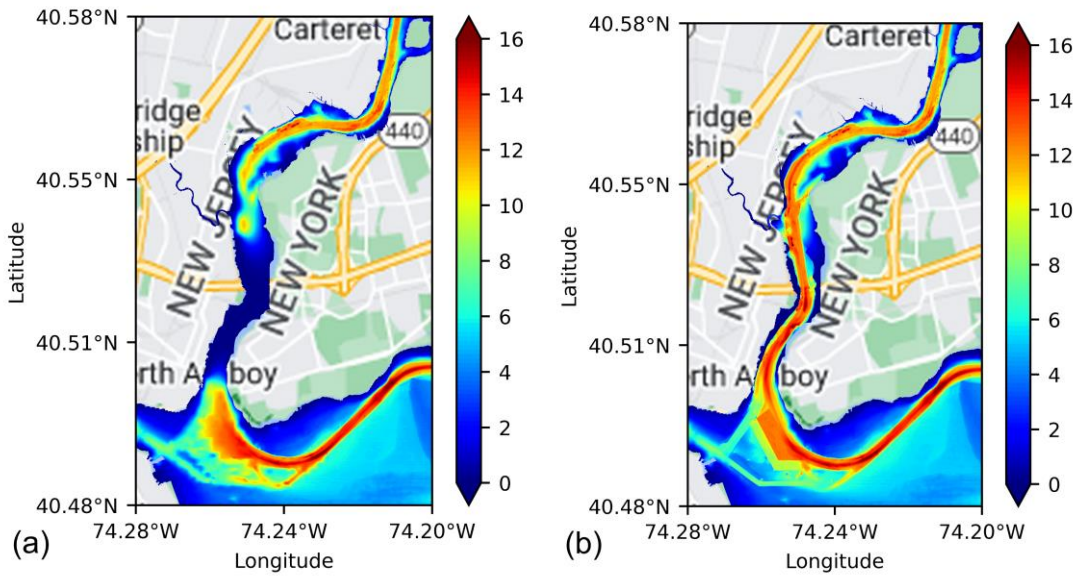 40.58°N
40.55°N
40.51°N
40.48°N
Latitude
74.28°W
74.24°W
74.20°W
Longitude
Carteret
ridge
ship
440
NEW JERSEY
NEW YORK
rth A boy
16
14
12
10
8
6
4
2
0
(a)
40.58°N
40.55°N
40.51°N
40.48°N
Latitude
74.28°W
74.24°W
74.20°W
Longitude
Carteret
ridge
ship
440
NEW JERSEY
NEW YORK
rth A boy
16
14
12
10
8
6
4
2
0
(b)